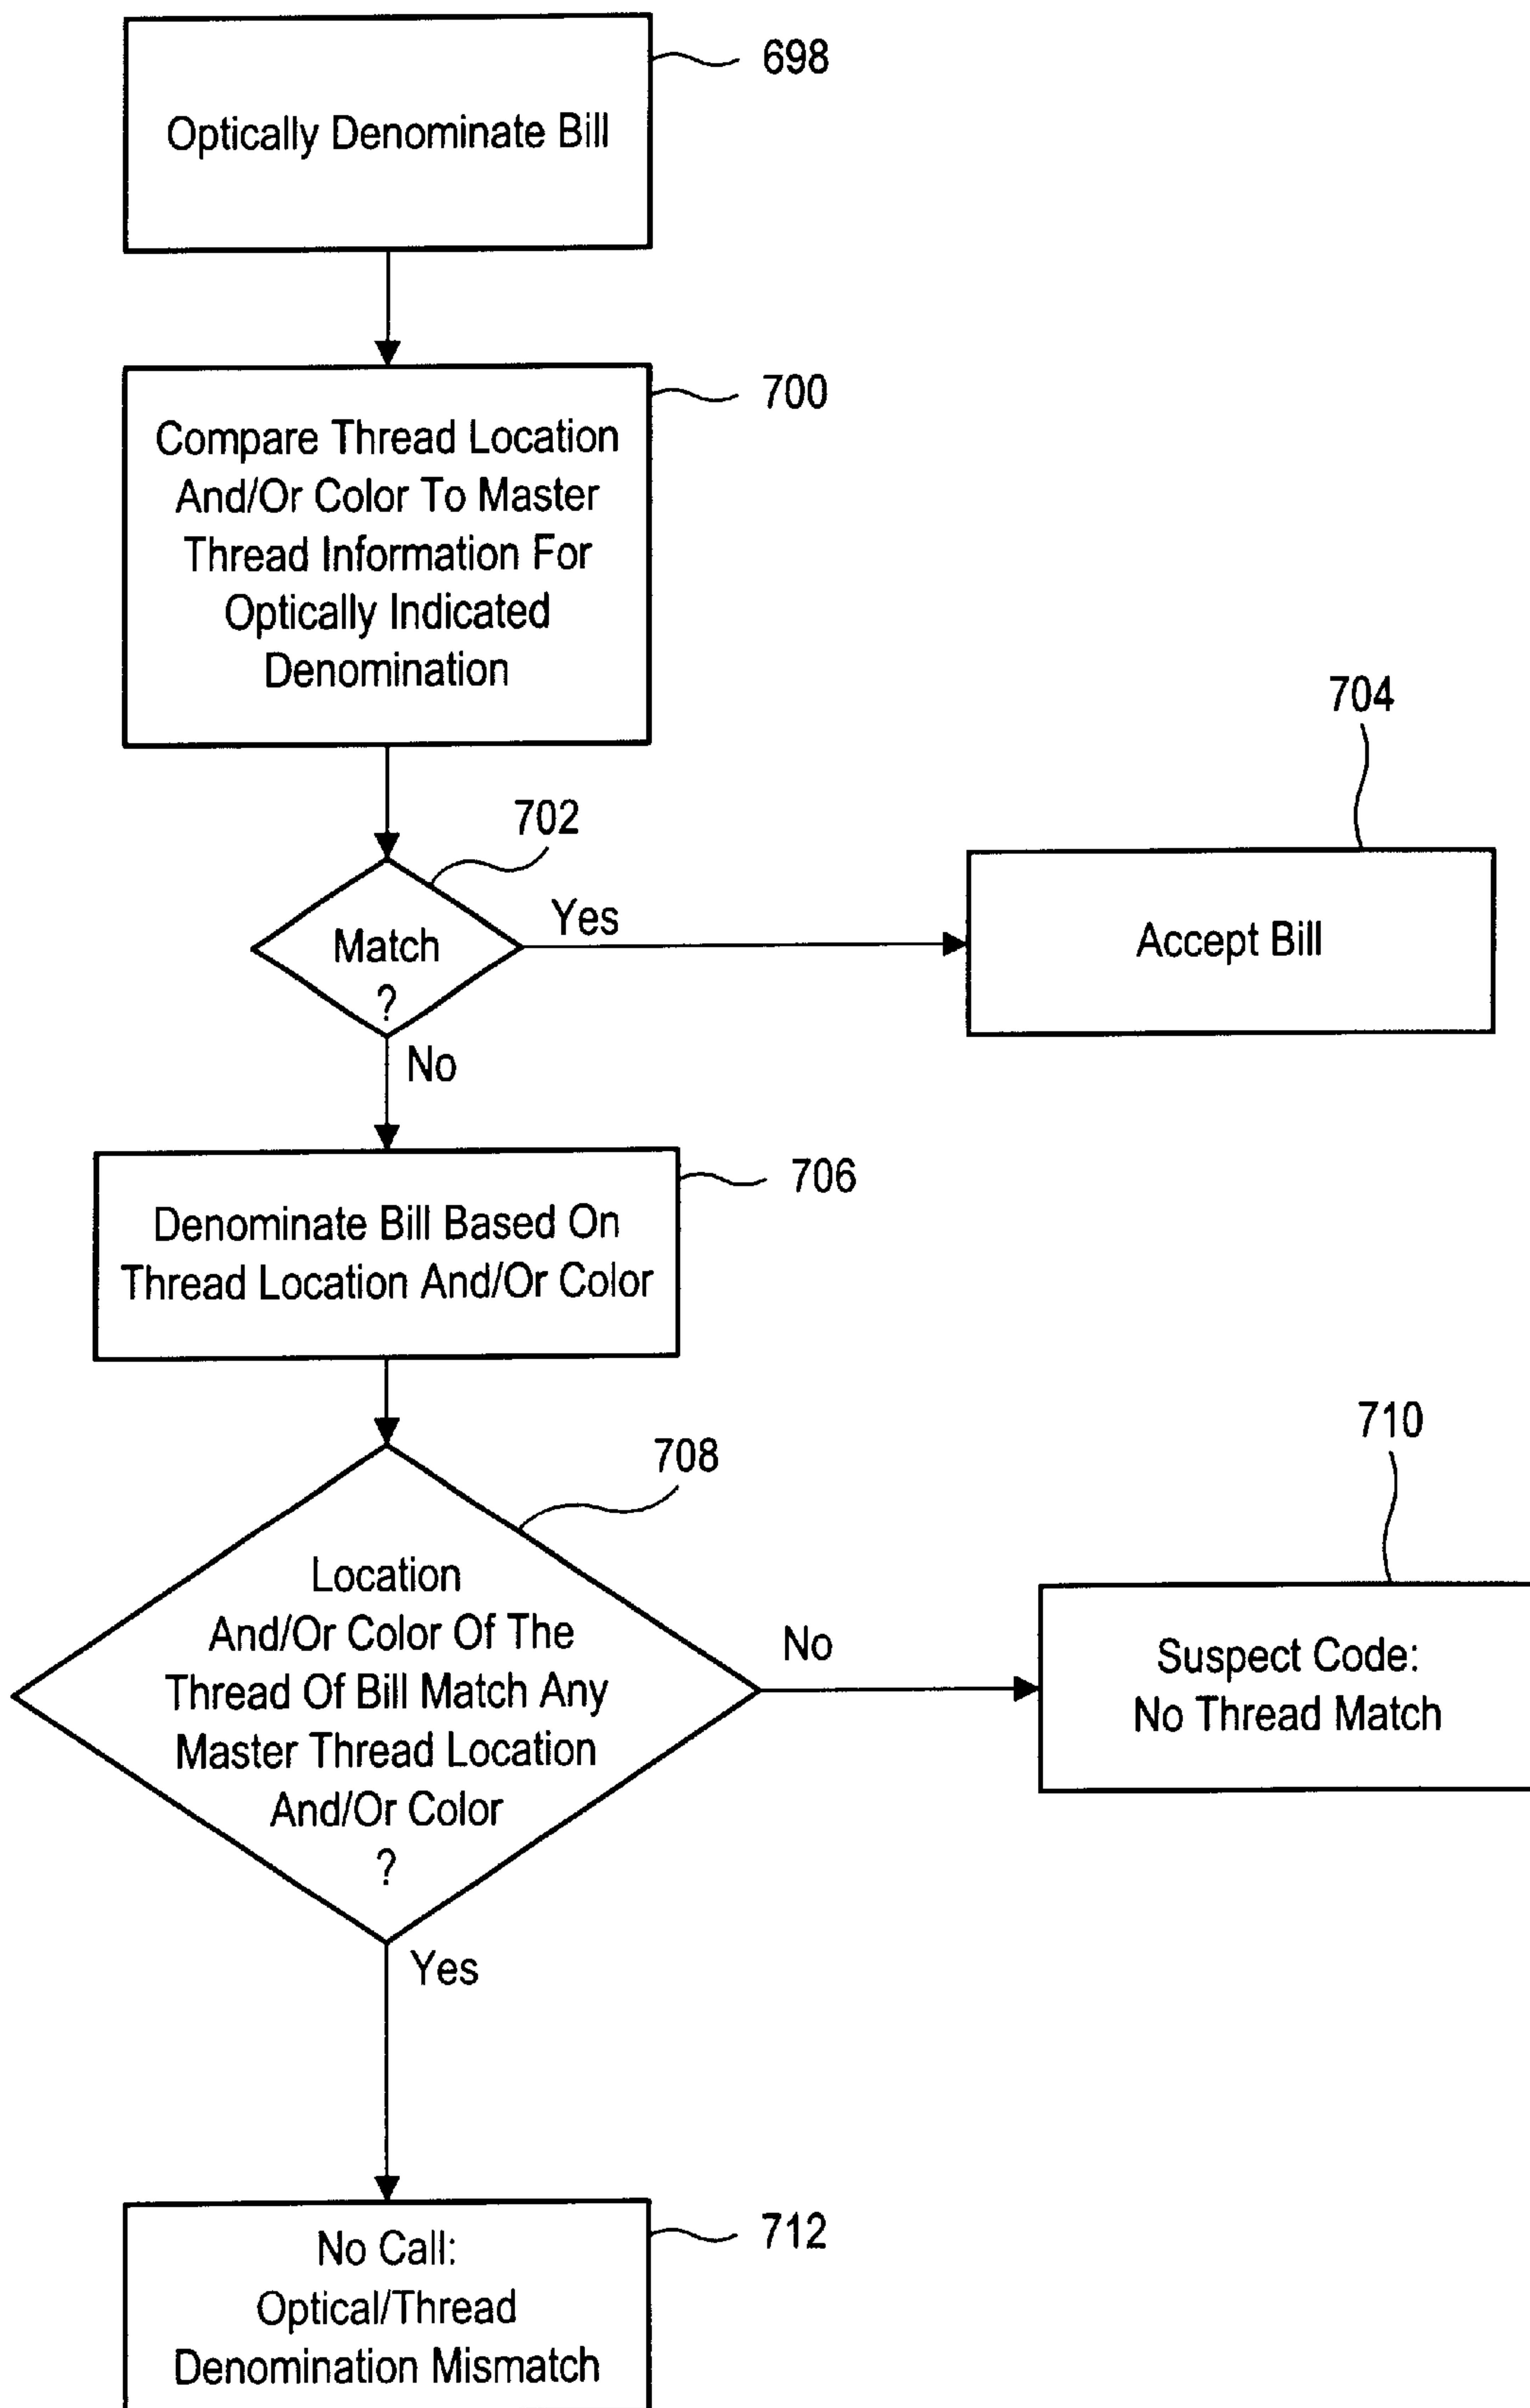 698
Optically Denominate Bill
700
Compare Thread Location
And/Or Color To Master
Thread Information For
Optically Indicated
Denomination
702
Match
?
Yes
704
Accept Bill
No
706
Denominate Bill Based On
Thread Location And/Or Color
708
Location
And/Or Color Of The
Thread Of Bill Match Any
Master Thread Location
And/Or Color
?
No
710
Suspect Code:
No Thread Match
Yes
712
No Call:
Optical/Thread
Denomination Mismatch